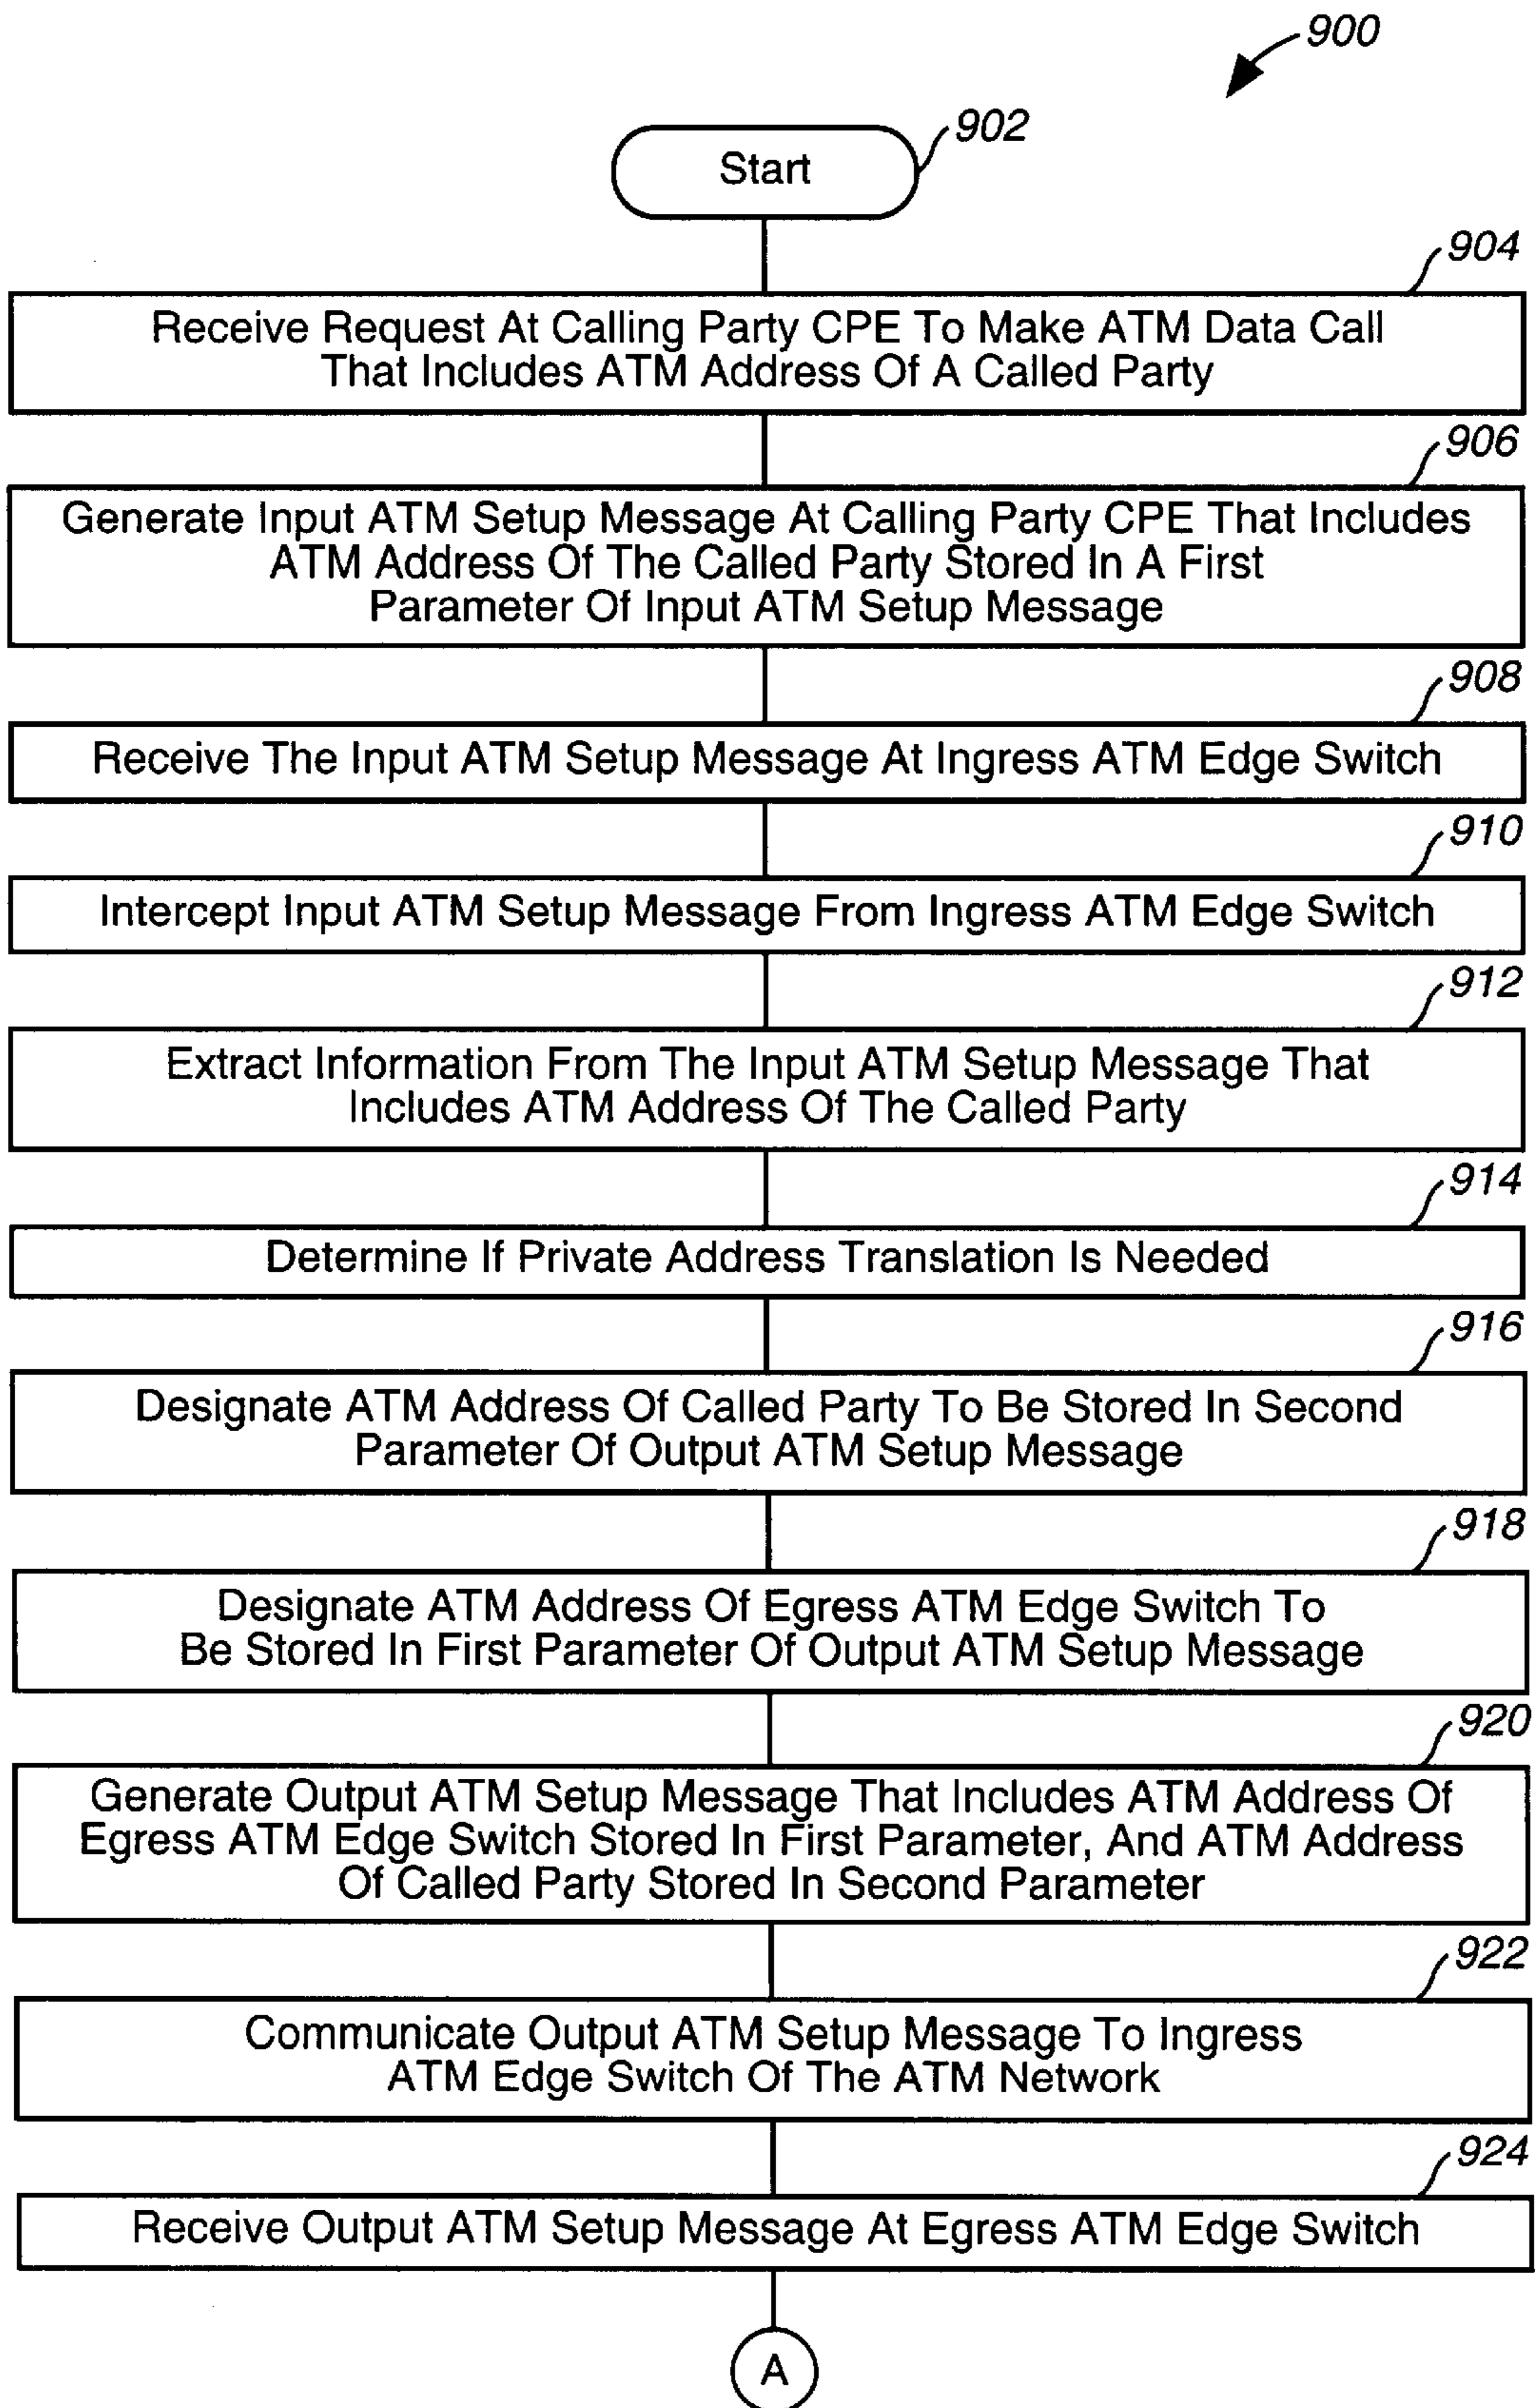 900
902
Start
904
Receive Request At Calling Party CPE To Make ATM Data Call
That Includes ATM Address Of A Called Party
906
Generate Input ATM Setup Message At Calling Party CPE That Includes
ATM Address Of The Called Party Stored In A First
Parameter Of Input ATM Setup Message
908
Receive The Input ATM Setup Message At Ingress ATM Edge Switch
910
Intercept Input ATM Setup Message From Ingress ATM Edge Switch
912
Extract Information From The Input ATM Setup Message That
Includes ATM Address Of The Called Party
914
Determine If Private Address Translation Is Needed
916
Designate ATM Address Of Called Party To Be Stored In Second
Parameter Of Output ATM Setup Message
918
Designate ATM Address Of Egress ATM Edge Switch To
Be Stored In First Parameter Of Output ATM Setup Message
920
Generate Output ATM Setup Message That Includes ATM Address Of
Egress ATM Edge Switch Stored In First Parameter, And ATM Address
Of Called Party Stored In Second Parameter
922
Communicate Output ATM Setup Message To Ingress
ATM Edge Switch Of The ATM Network
924
Receive Output ATM Setup Message At Egress ATM Edge Switch
A